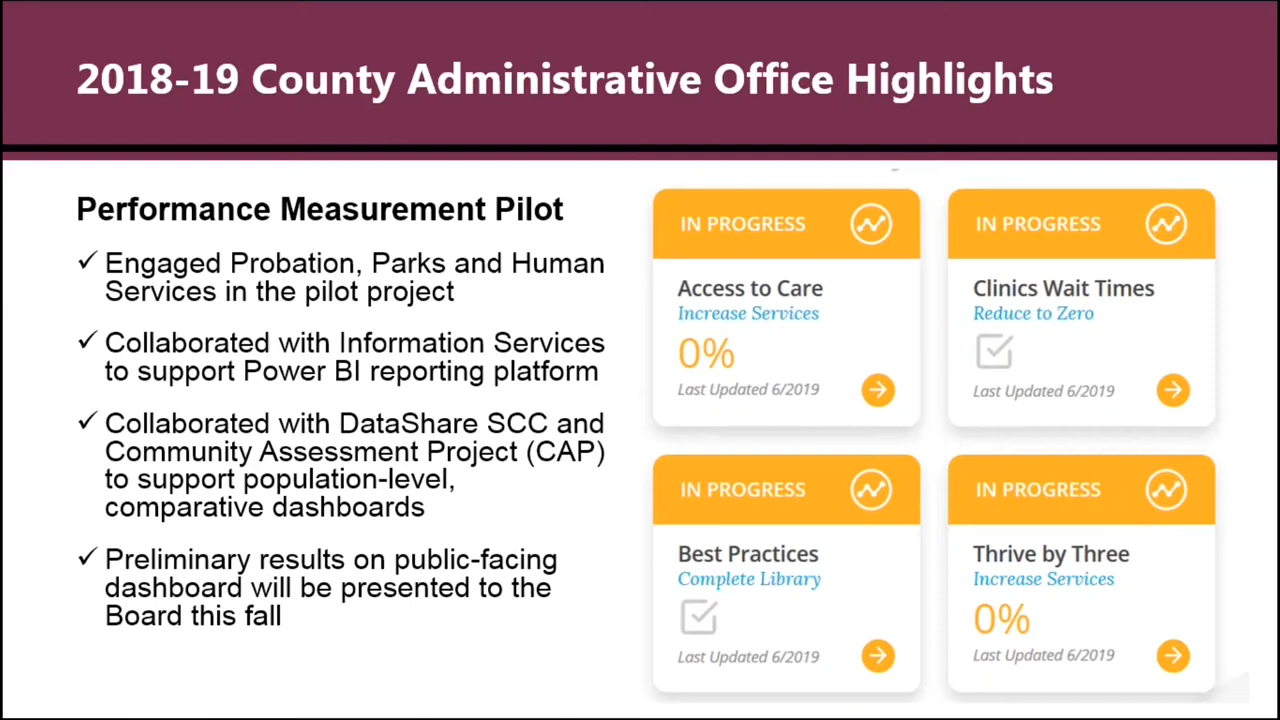 2018-19 County Administrative Office Highlights
Performance Measurement Pilot
✓ Engaged Probation, Parks and Human
Services in the pilot project
✓ Collaborated with Information Services
to support Power BI reporting platform
✓ Collaborated with DataShare SCC and
Community Assessment Project (CAP)
to support population-level,
comparative dashboards
✓ Preliminary results on public-facing
dashboard will be presented to the
Board this fall
IN PROGRESS
Access to Care
Increase Services
0%
Last Updated 6/2019
IN PROGRESS
Clinics Wait Times
Reduce to Zero
Last Updated 6/2019
IN PROGRESS
Best Practices
Complete Library
Last Updated 6/2019
IN PROGRESS
Thrive by Three
Increase Services
0%
Last Updated 6/2019